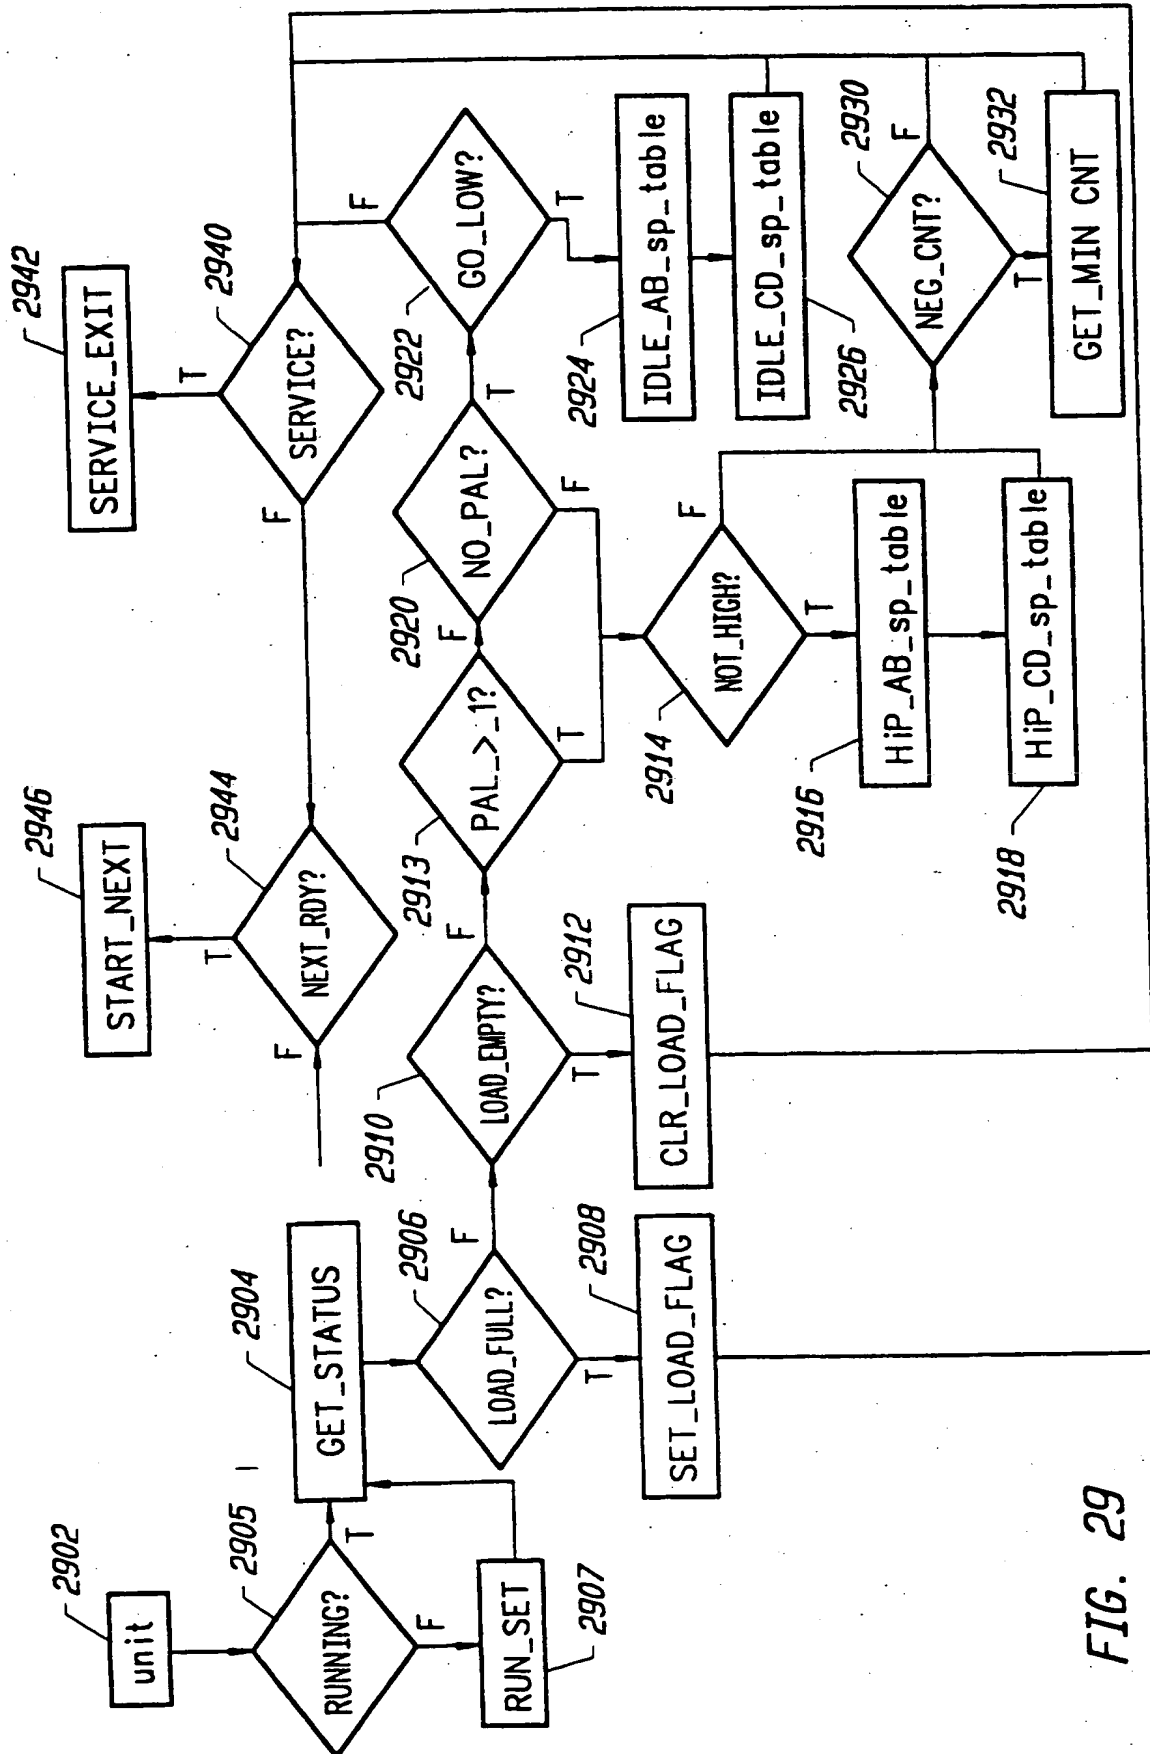 2902
unit
2905
RUNNING?
T
F
RUN_SET
2907
2904
GET_STATUS
2906
LOAD_FULL?
F
T
2908
SET_LOAD_FLAG
2910
LOAD_EMPTY?
F
T
2912
CLR_LOAD_FLAG
2913
PAL_>_1?
F
T
2920
NO_PAL?
T
F
2922
GO_LOW?
F
T
2924
IDLE_AB_sp_table
IDLE_CD_sp_table
2926
2914
NOT_HIGH?
F
T
2916
HiP_AB_sp_table
HiP_CD_sp_table
2918
2930
NEG_CNT?
F
T
2932
GET_MIN CNT
2940
SERVICE?
T
F
2942
SERVICE_EXIT
2944
NEXT_RDY?
T
F
2946
START_NEXT
FIG. 29